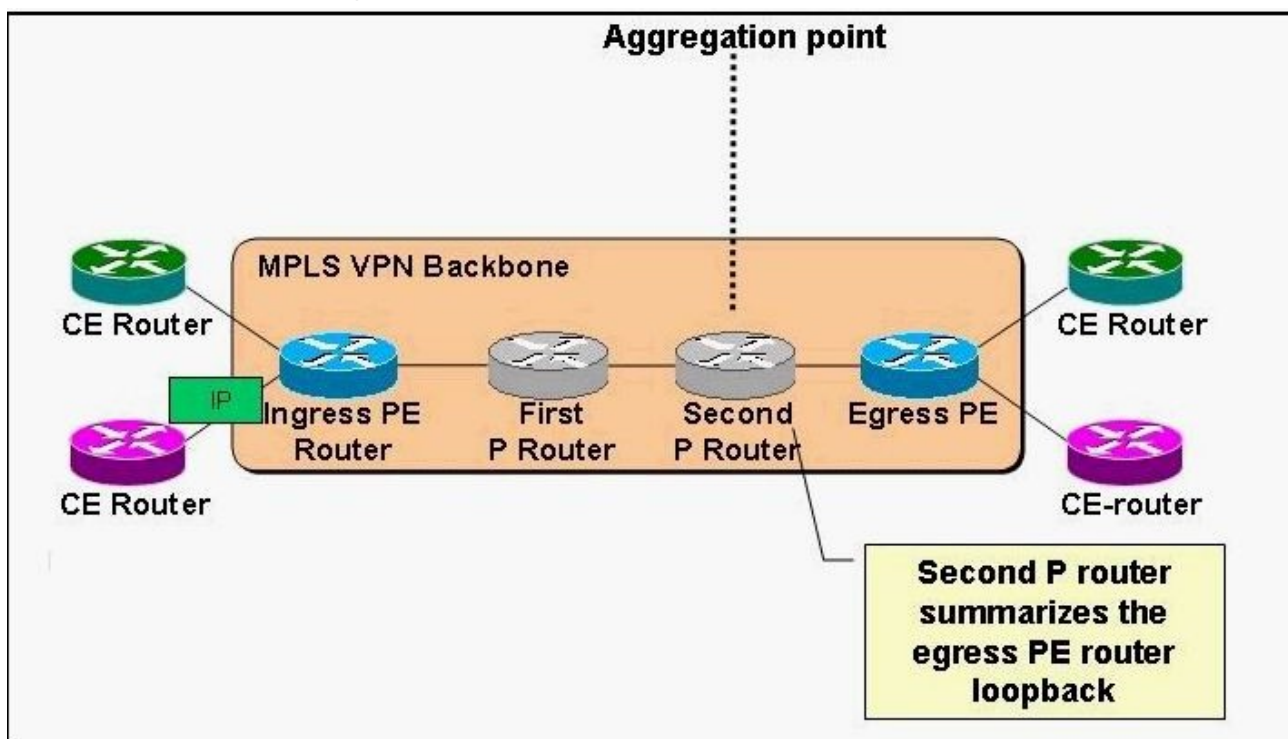 Aggregation point
MPLS VPN Backbone
CE Router
CE Router
IP
Ingress PE
Router
First
P Router
Second
P Router
Egress PE
CE Router
CE-router
Second P router
summarizes the
egress PE router
loopback